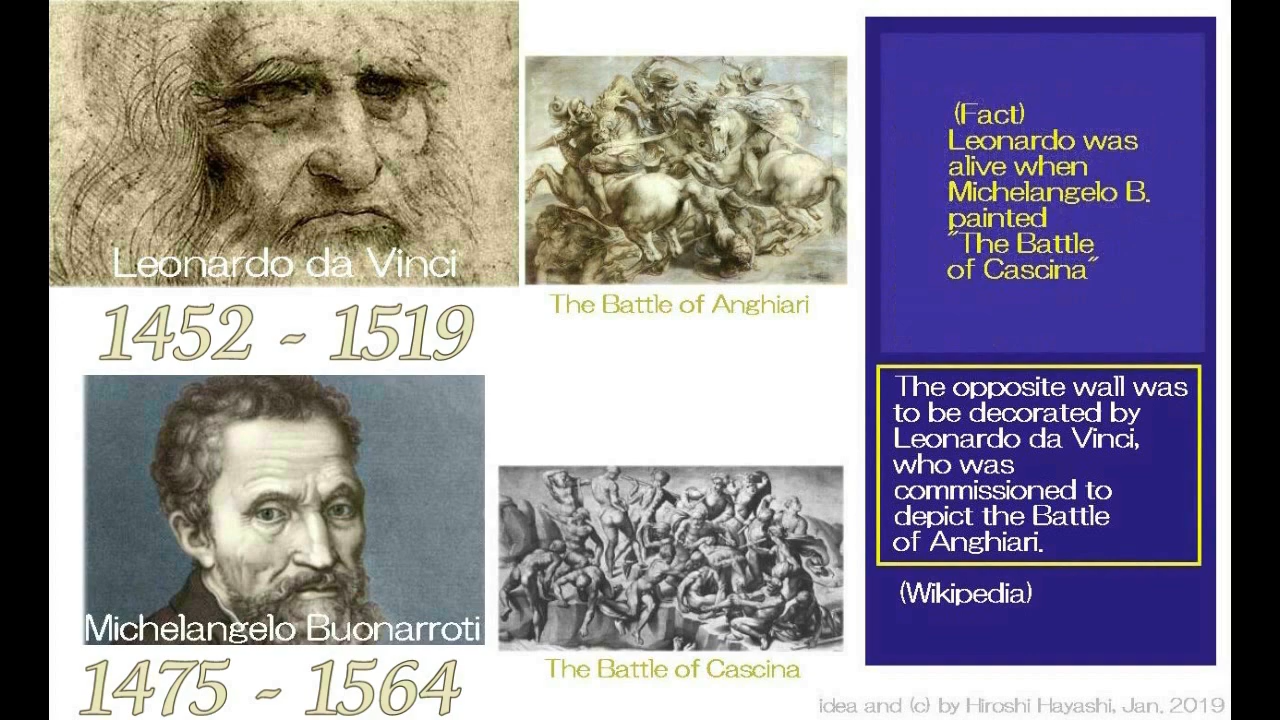 Leonardo da Vinci
1452 - 1519
The Battle of Anghiari
Michelangelo Buonarroti
1475 - 1564
The Battle of Cascina
(Fact)
Leonardo was
alive when
Michelangelo B.
painted
"The Battle
of Cascina"
The opposite wall was
to be decorated by
Leonardo da Vinci,
who was
commissioned to
depict the Battle
of Anghiari.
(Wikipedia)
idea and (c) by Hiroshi Hayashi, Jan. 2019